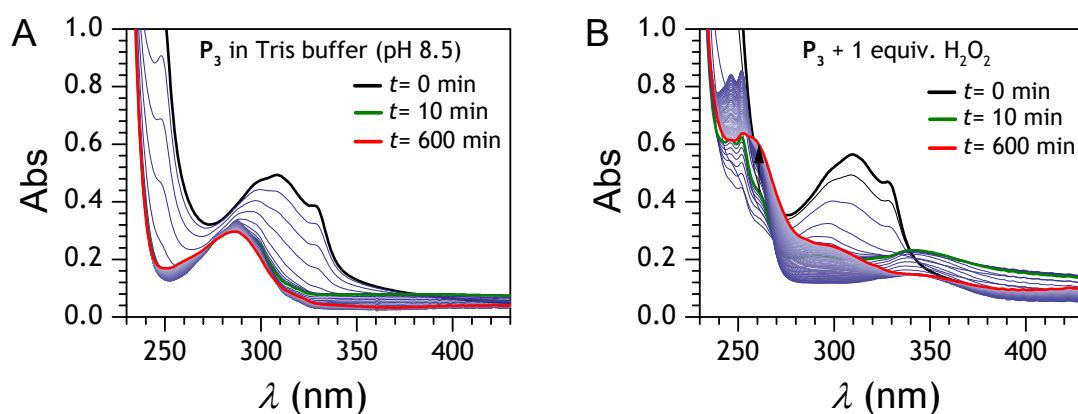 A
P₃ in Tris buffer (pH 8.5)
t= 0 min
t= 10 min
t= 600 min
1.0
0.8
0.6
0.4
0.2
0.0
Abs
250 300 350 400
λ (nm)
B
P₃ + 1 equiv. H₂O₂
t= 0 min
t= 10 min
t= 600 min
1.0
0.8
0.6
0.4
0.2
0.0
Abs
250 300 350 400
λ (nm)